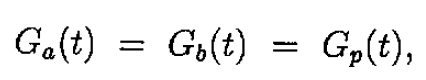 G_a(t) = G_b(t) = G_p(t),